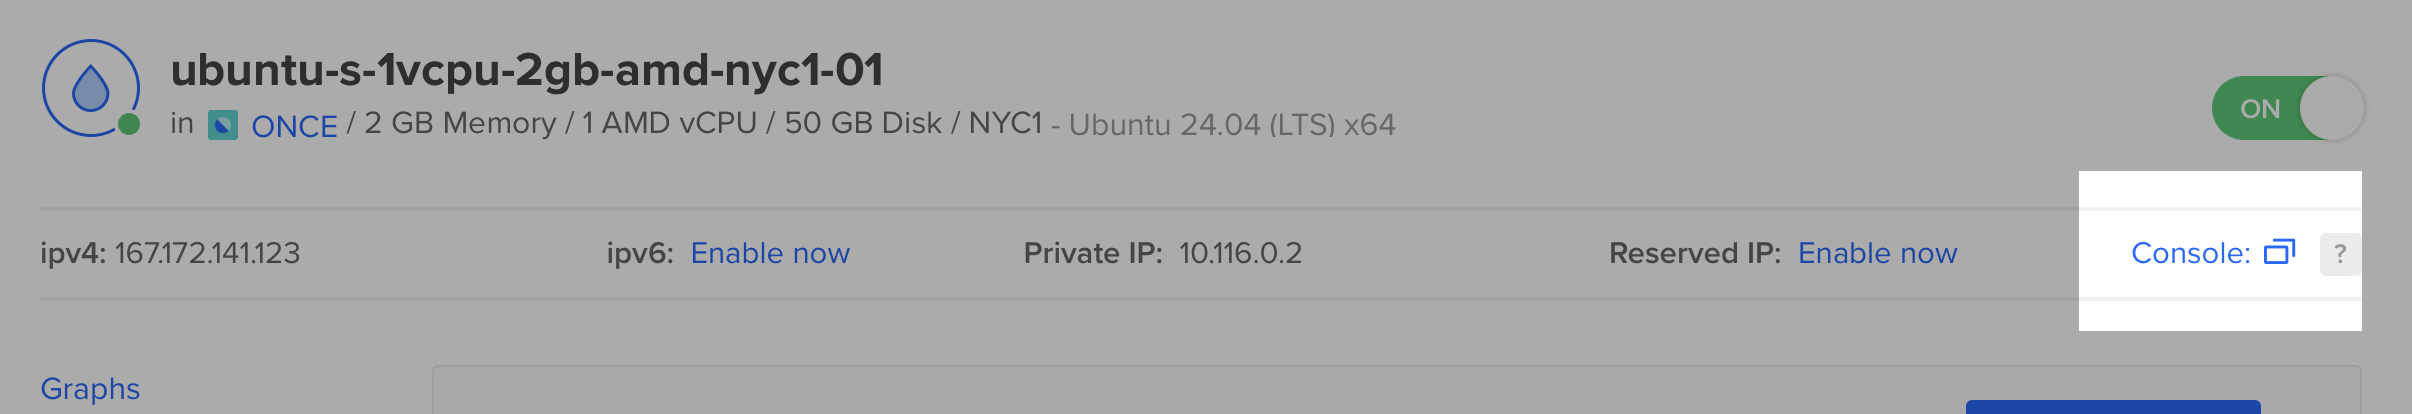 ubuntu-s-1vcpu-2gb-amd-nyc1-01
in ONCE / 2 GB Memory / 1 AMD vCPU / 50 GB Disk / NYC1 - Ubuntu 24.04 (LTS) x64
ON
ipv4: 167.172.141.123 ipv6: Enable now Private IP: 10.116.0.2 Reserved IP: Enable now Console: ?
Graphs